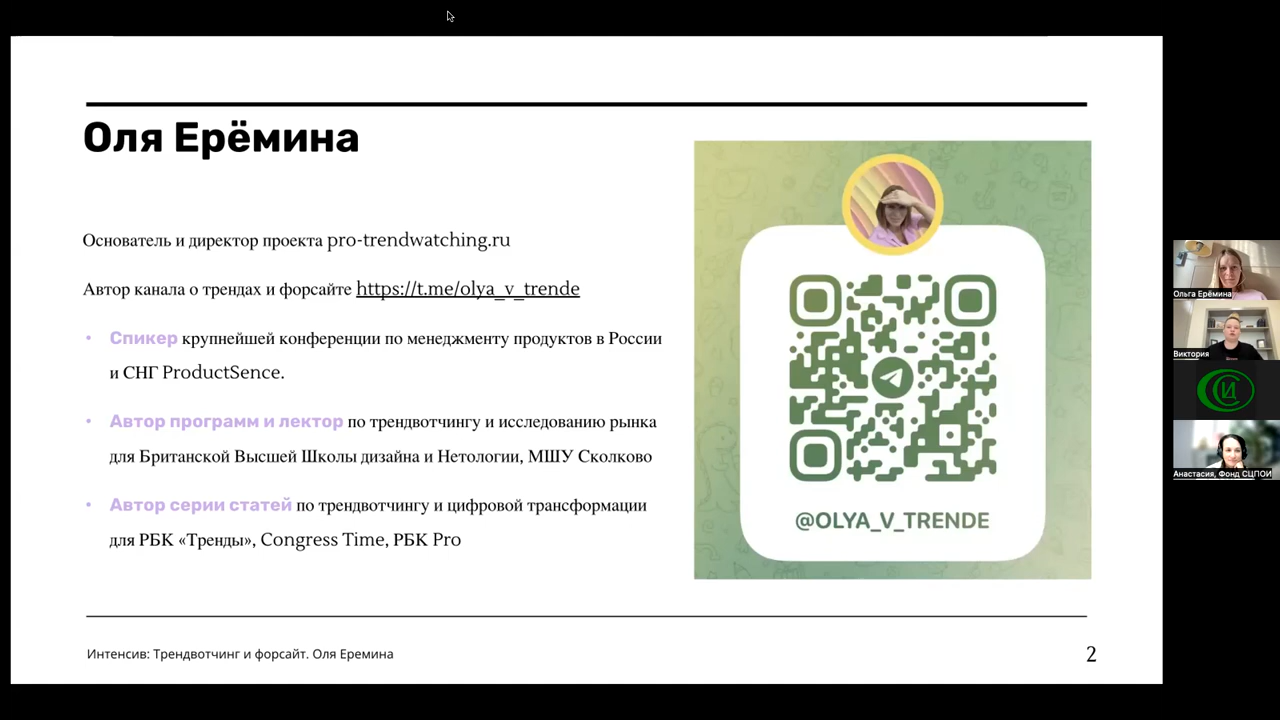 Оля Ерёмина
Основатель и директор проекта pro-trendwatching.ru
Автор канала о трендах и форсайте https://t.me/olya_v_trende
• Спикер крупнейшей конференции по менеджменту продуктов в России
и СНГ ProductSence.
• Автор программ и лектор по трендвотчингу и исследованию рынка
для Британской Высшей Школы дизайна и Нетологии, МШУ Сколково
• Автор серии статей по трендвотчингу и цифровой трансформации
для РБК «Тренды», Congress Time, РБК Pro
@OLYA_V_TRENDE
Интенсив: Трендвотчинг и форсайт. Оля Еремина
2
Ольга Ерёмина
Виктория
Анастасия, Фонд СЦПОИ